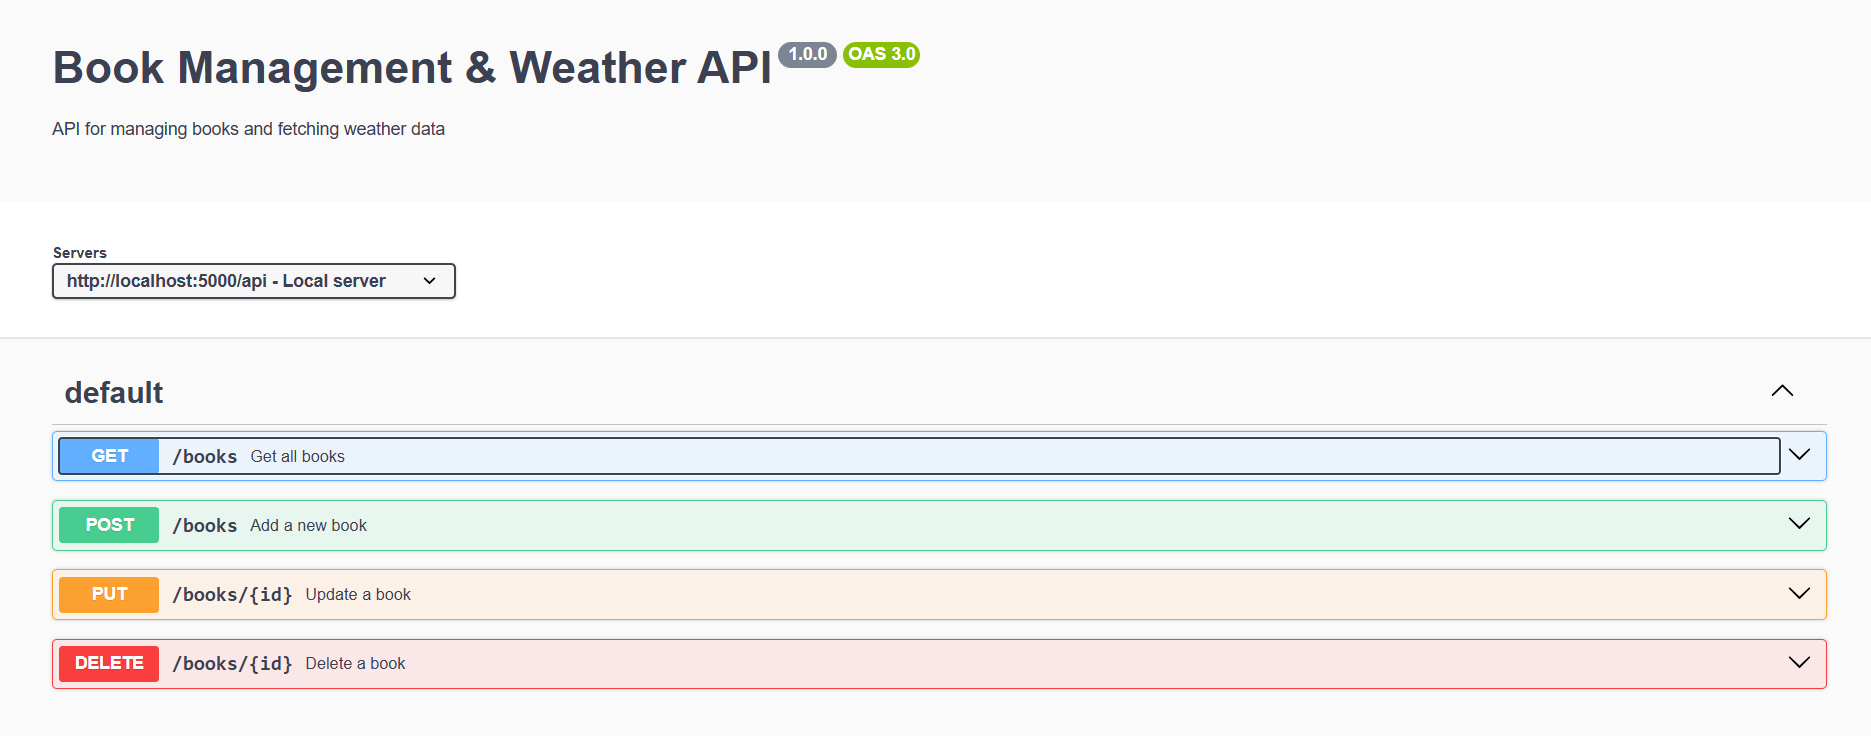 Book Management & Weather API 1.0.0 OAS 3.0
API for managing books and fetching weather data
Servers
http://localhost:5000/api - Local server
default
GET /books Get all books
POST /books Add a new book
PUT /books/{id} Update a book
DELETE /books/{id} Delete a book